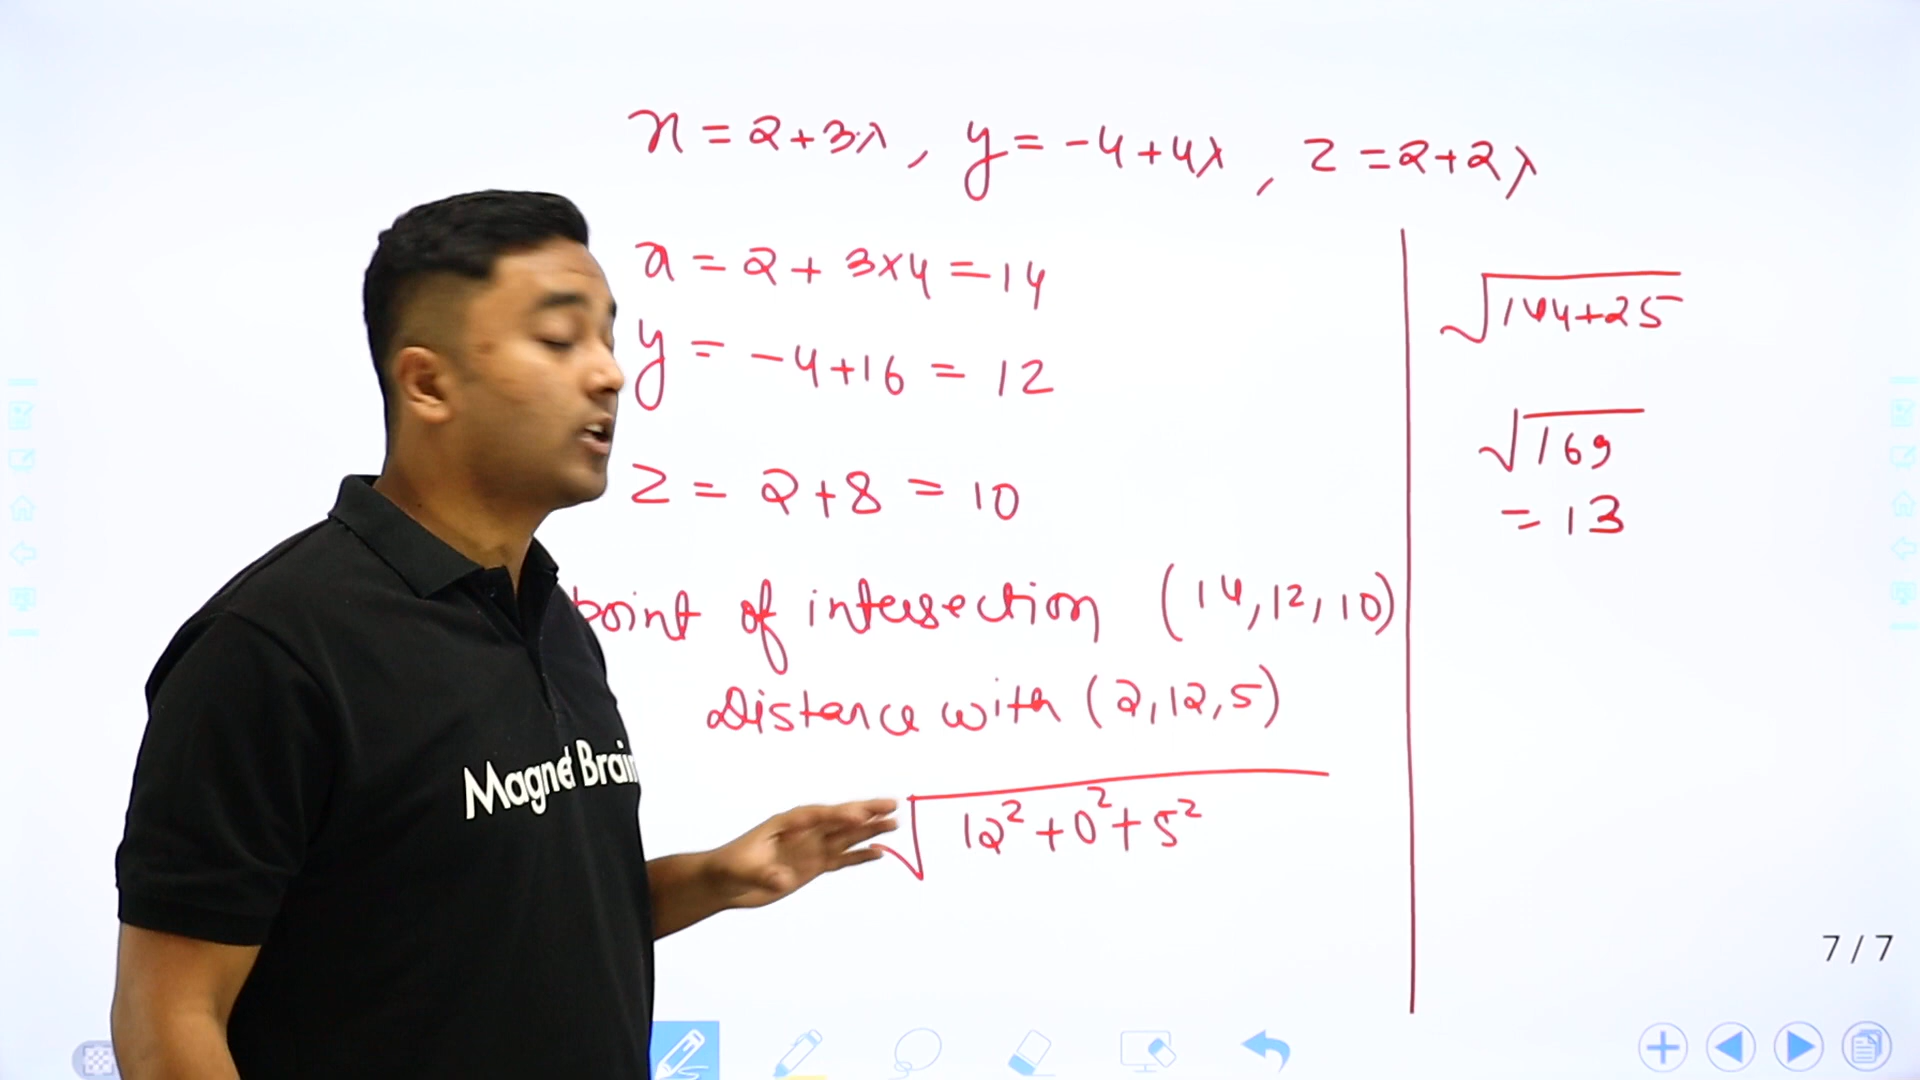 x = 2+3λ, y = -4+4λ, z = 2+2λ
x = 2 + 3×4 = 14
y = -4+16 = 12
z = 2+8 = 10
point of intersection (14,12,10)
Distance with (2,12,5)
√12²+0²+5²
√144+25
√169
= 13
Magnet Brain
7 / 7